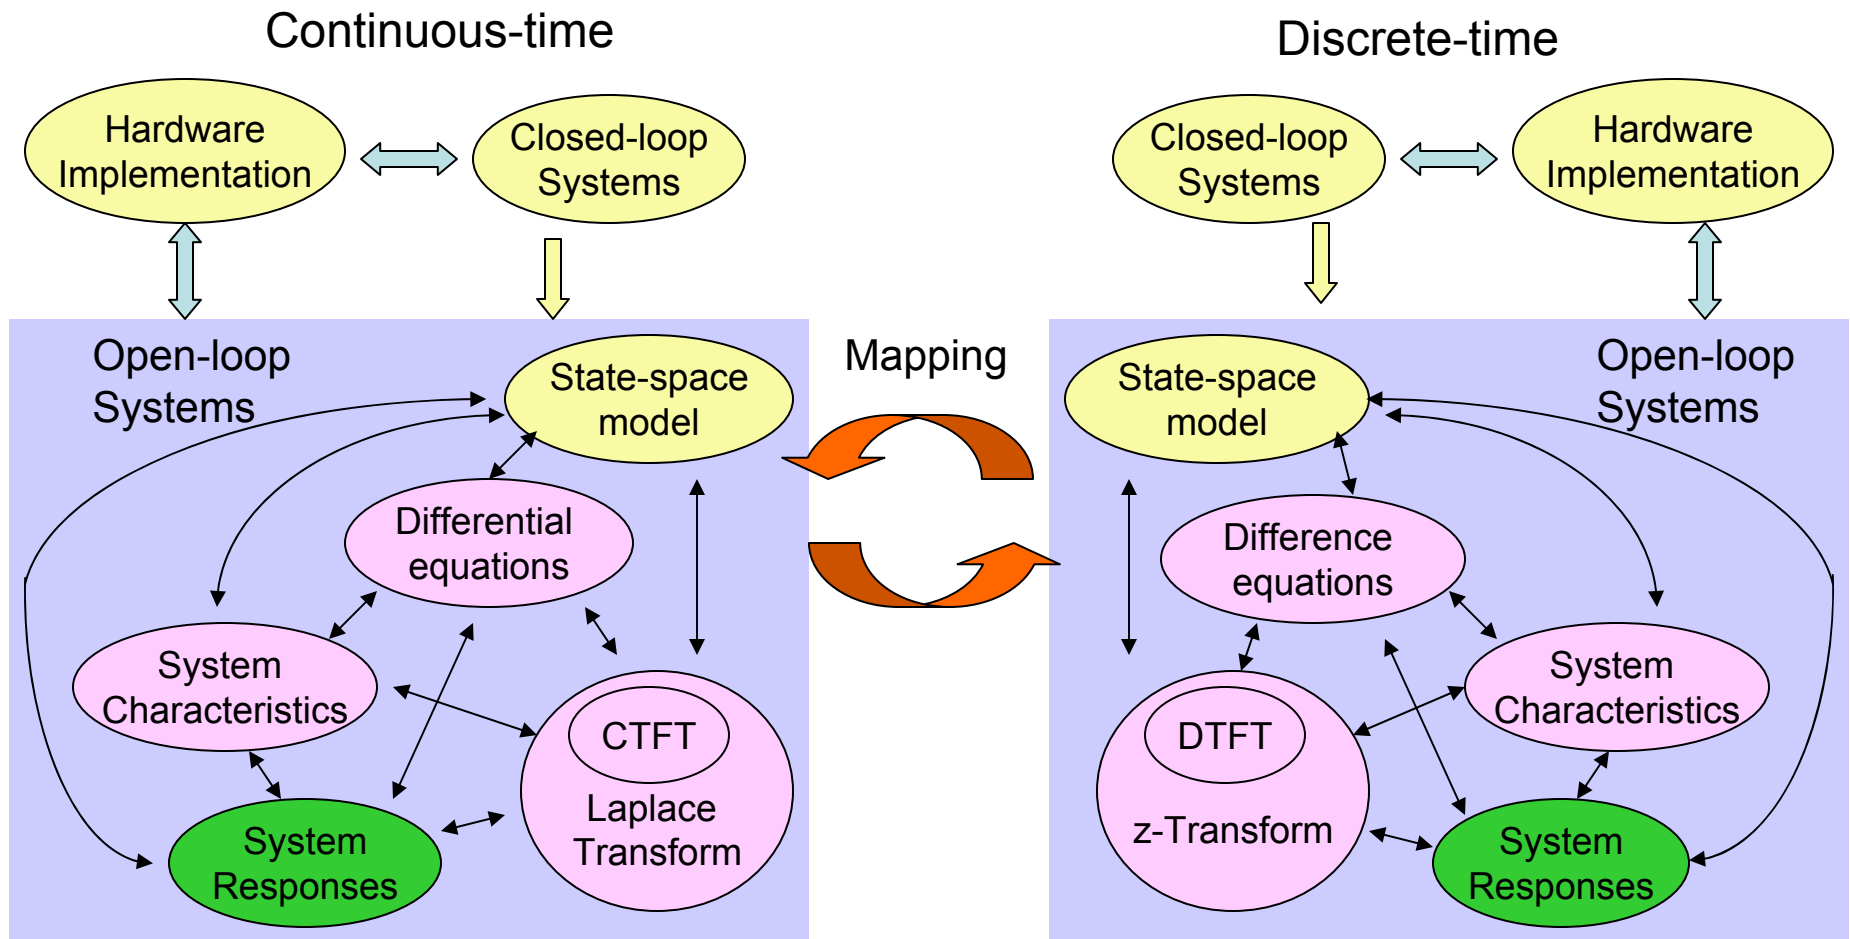 Continuous-time
Discrete-time
Hardware
Implementation
Closed-loop
Systems
Closed-loop
Systems
Hardware
Implementation
Open-loop
Systems
State-space
model
Mapping
State-space
model
Open-loop
Systems
Differential
equations
Difference
equations
System
Characteristics
CTFT
Laplace
Transform
System
Responses
DTFT
z-Transform
System
Characteristics
System
Responses